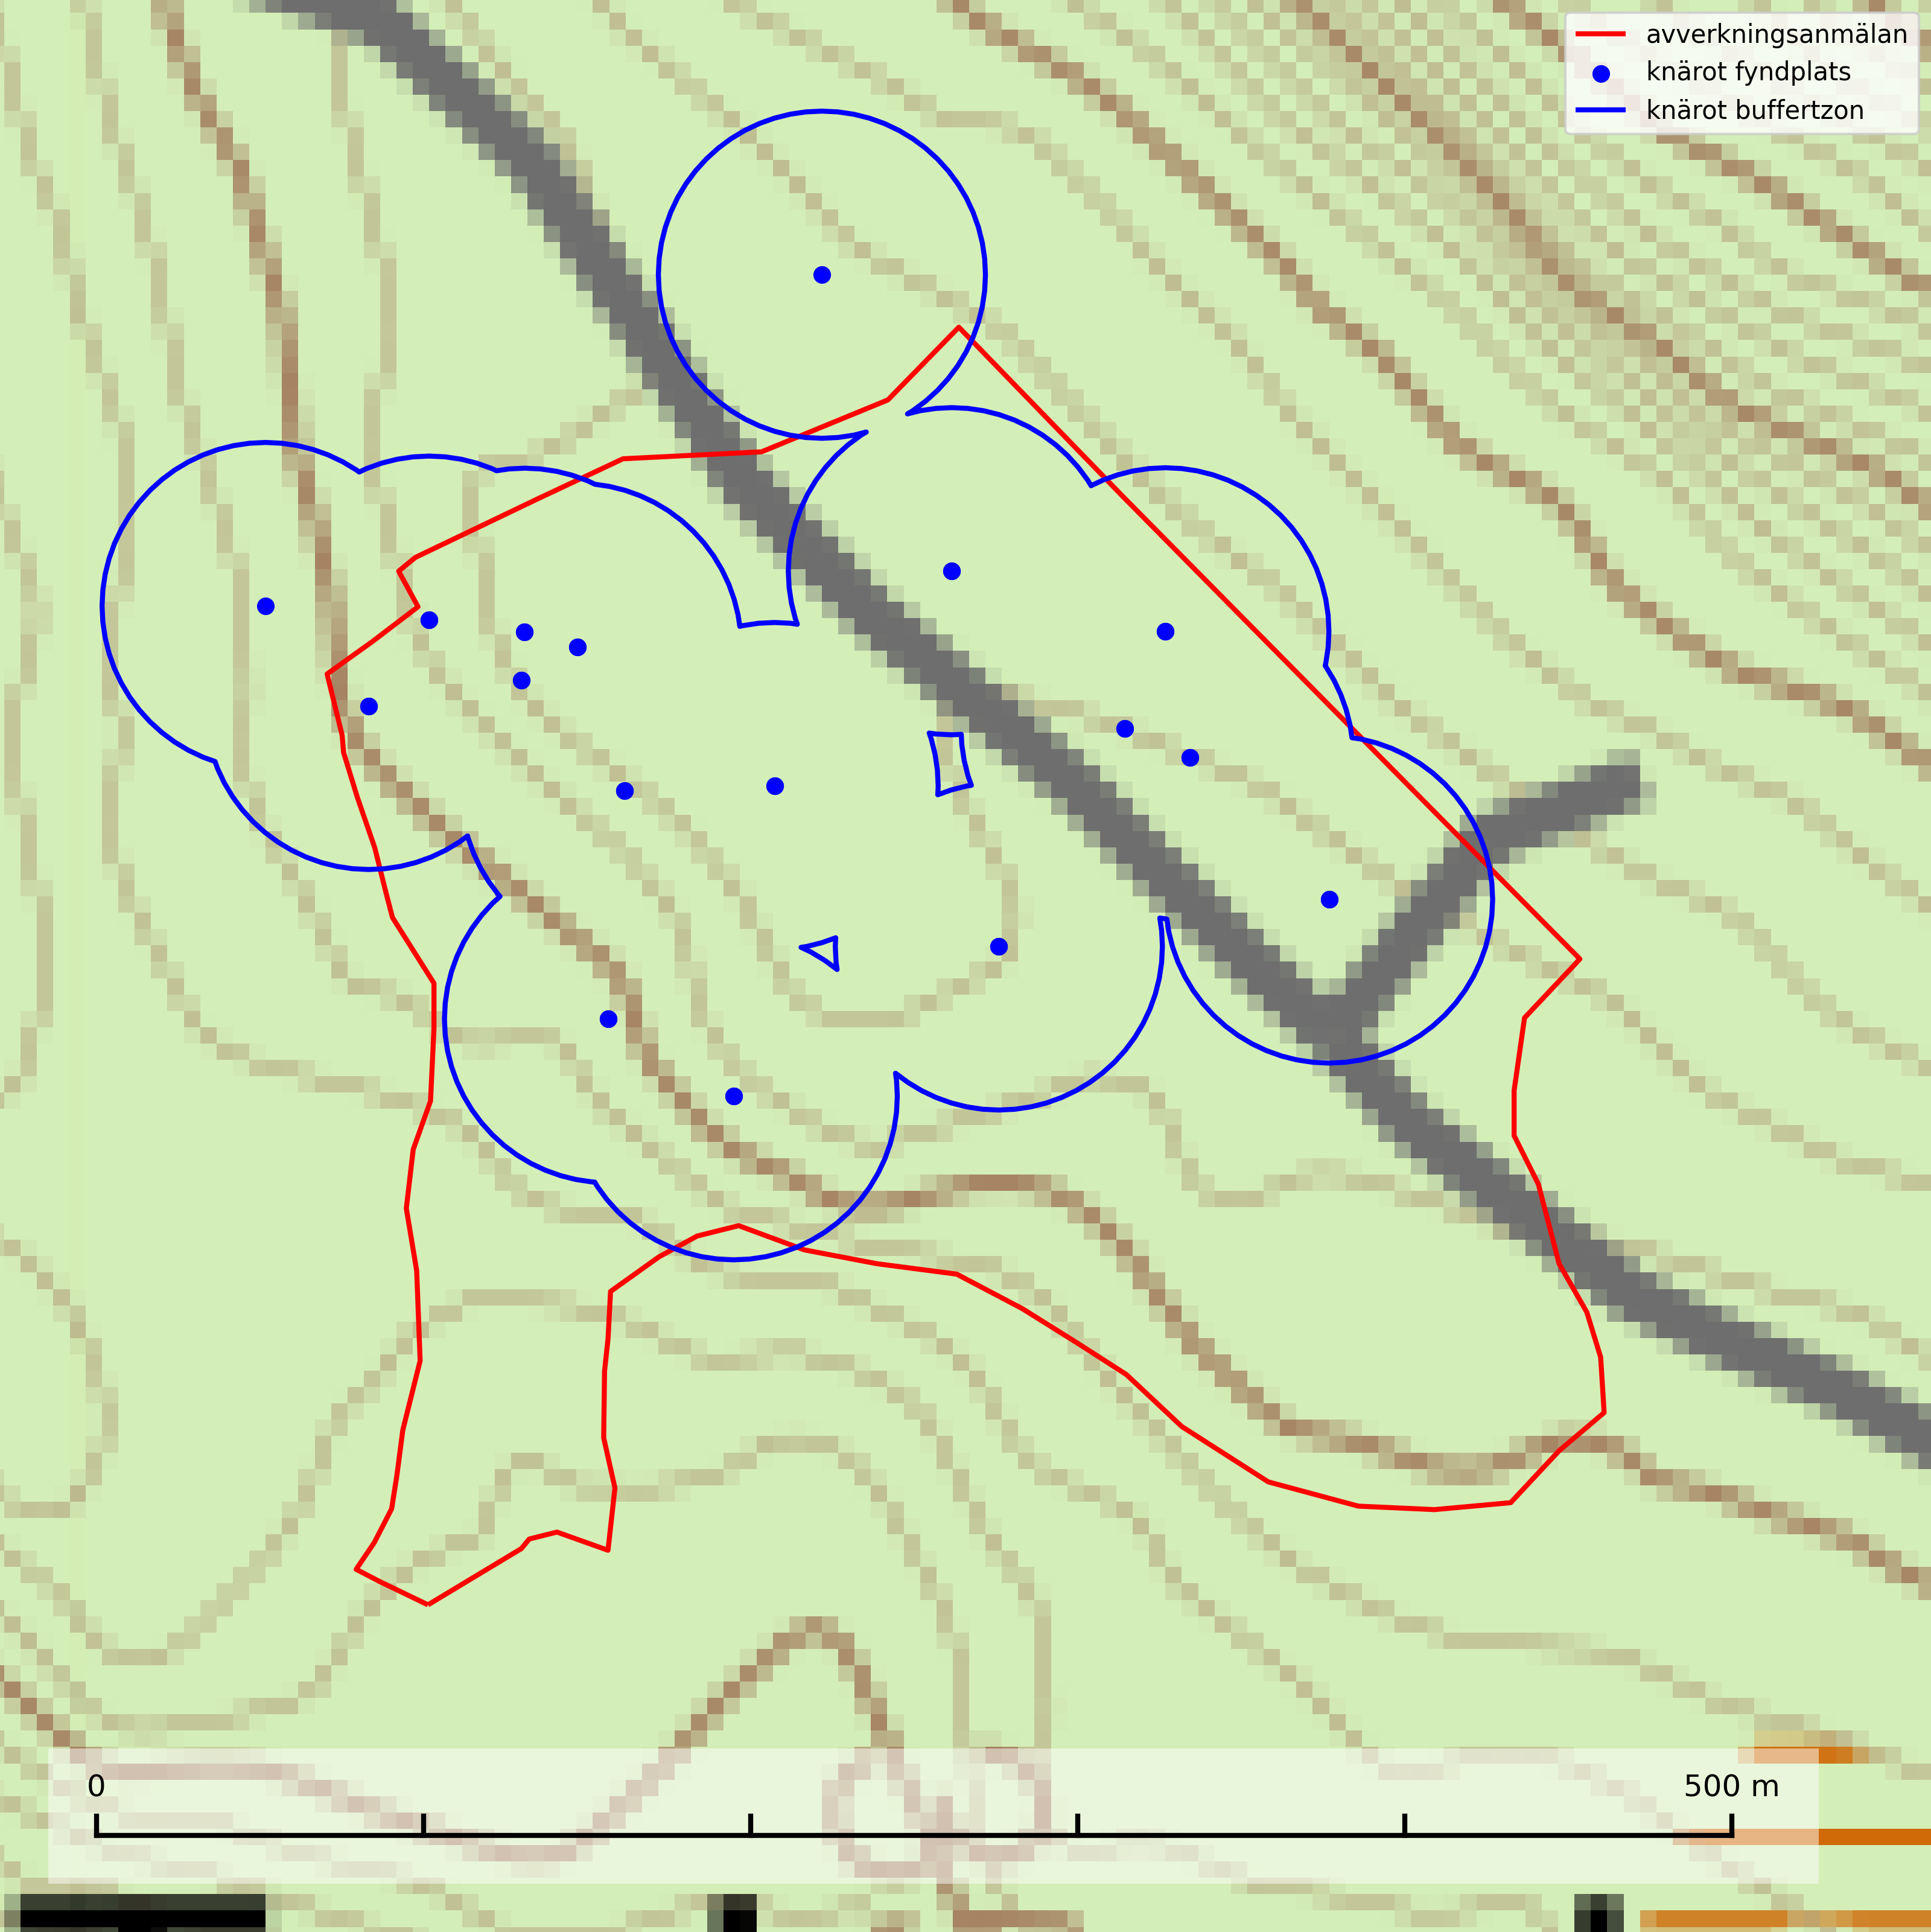 avverkningsanmälan
knärot fyndplats
knärot buffertzon
0
500 m